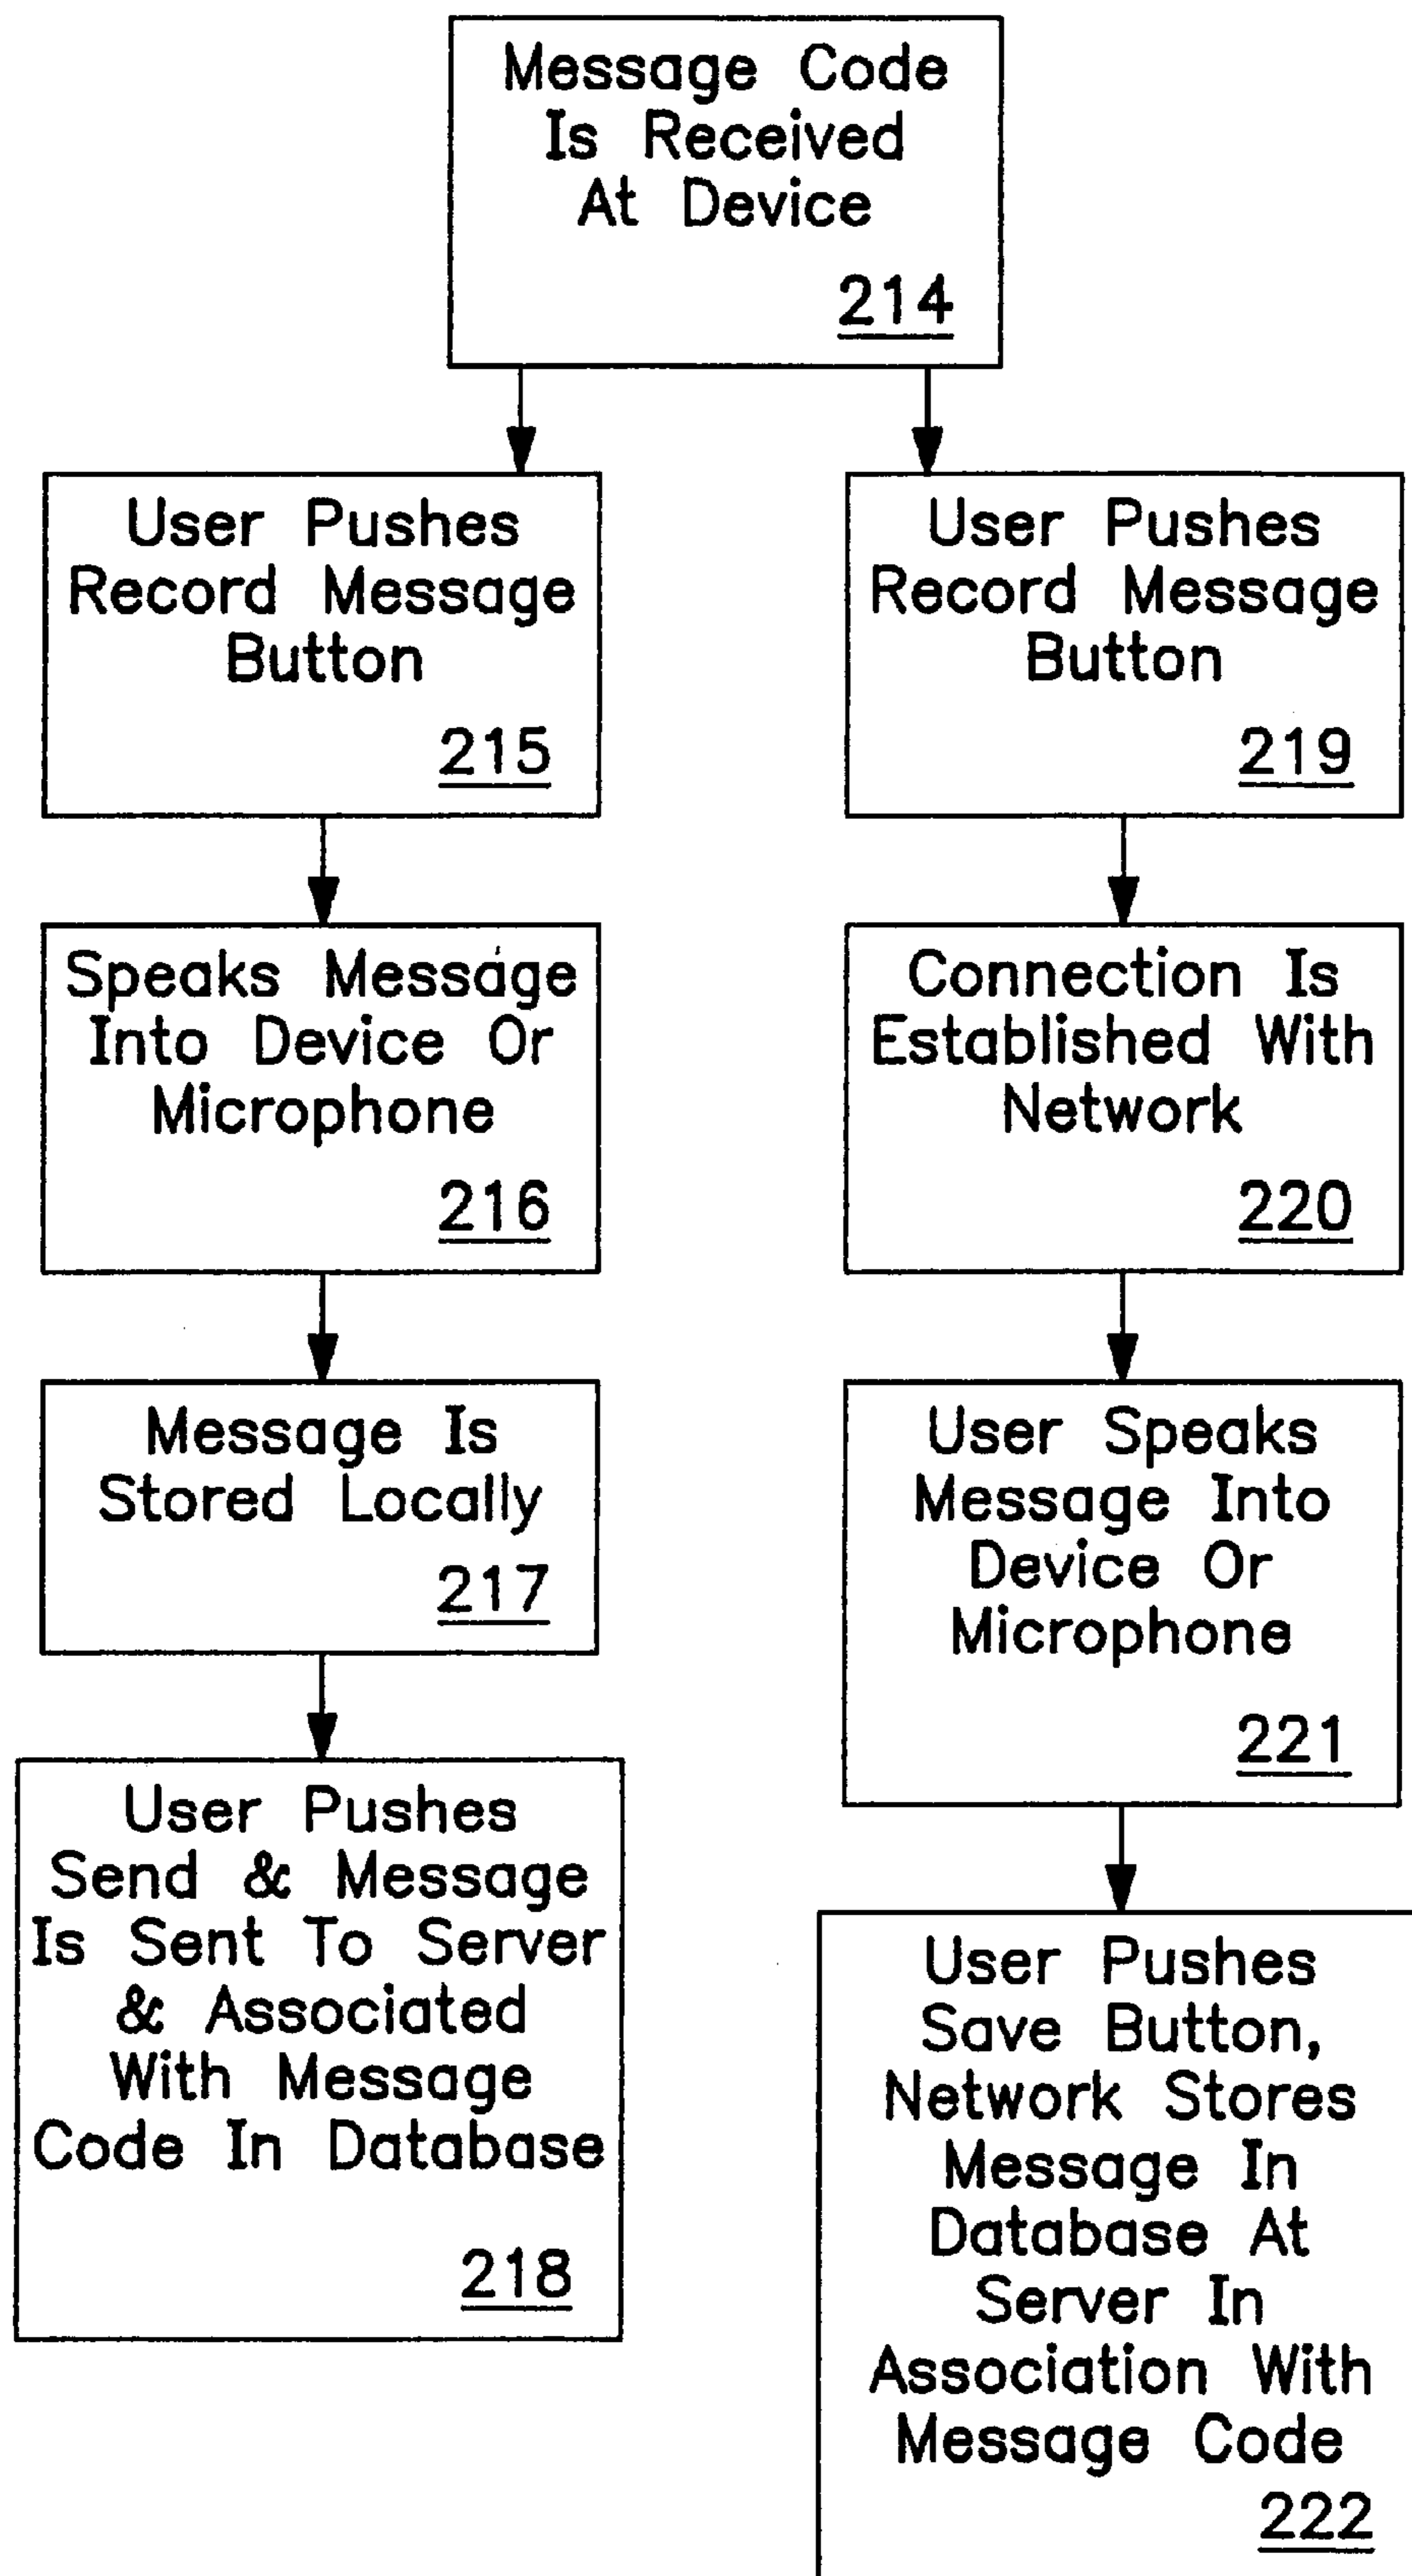 Message Code
Is Received
At Device
214
User Pushes
Record Message
Button
215
Speaks Message
Into Device Or
Microphone
216
Message Is
Stored Locally
217
User Pushes
Send & Message
Is Sent To Server
& Associated
With Message
Code In Database
218
User Pushes
Record Message
Button
219
Connection Is
Established With
Network
220
User Speaks
Message Into
Device Or
Microphone
221
User Pushes
Save Button,
Network Stores
Message In
Database At
Server In
Association With
Message Code
222